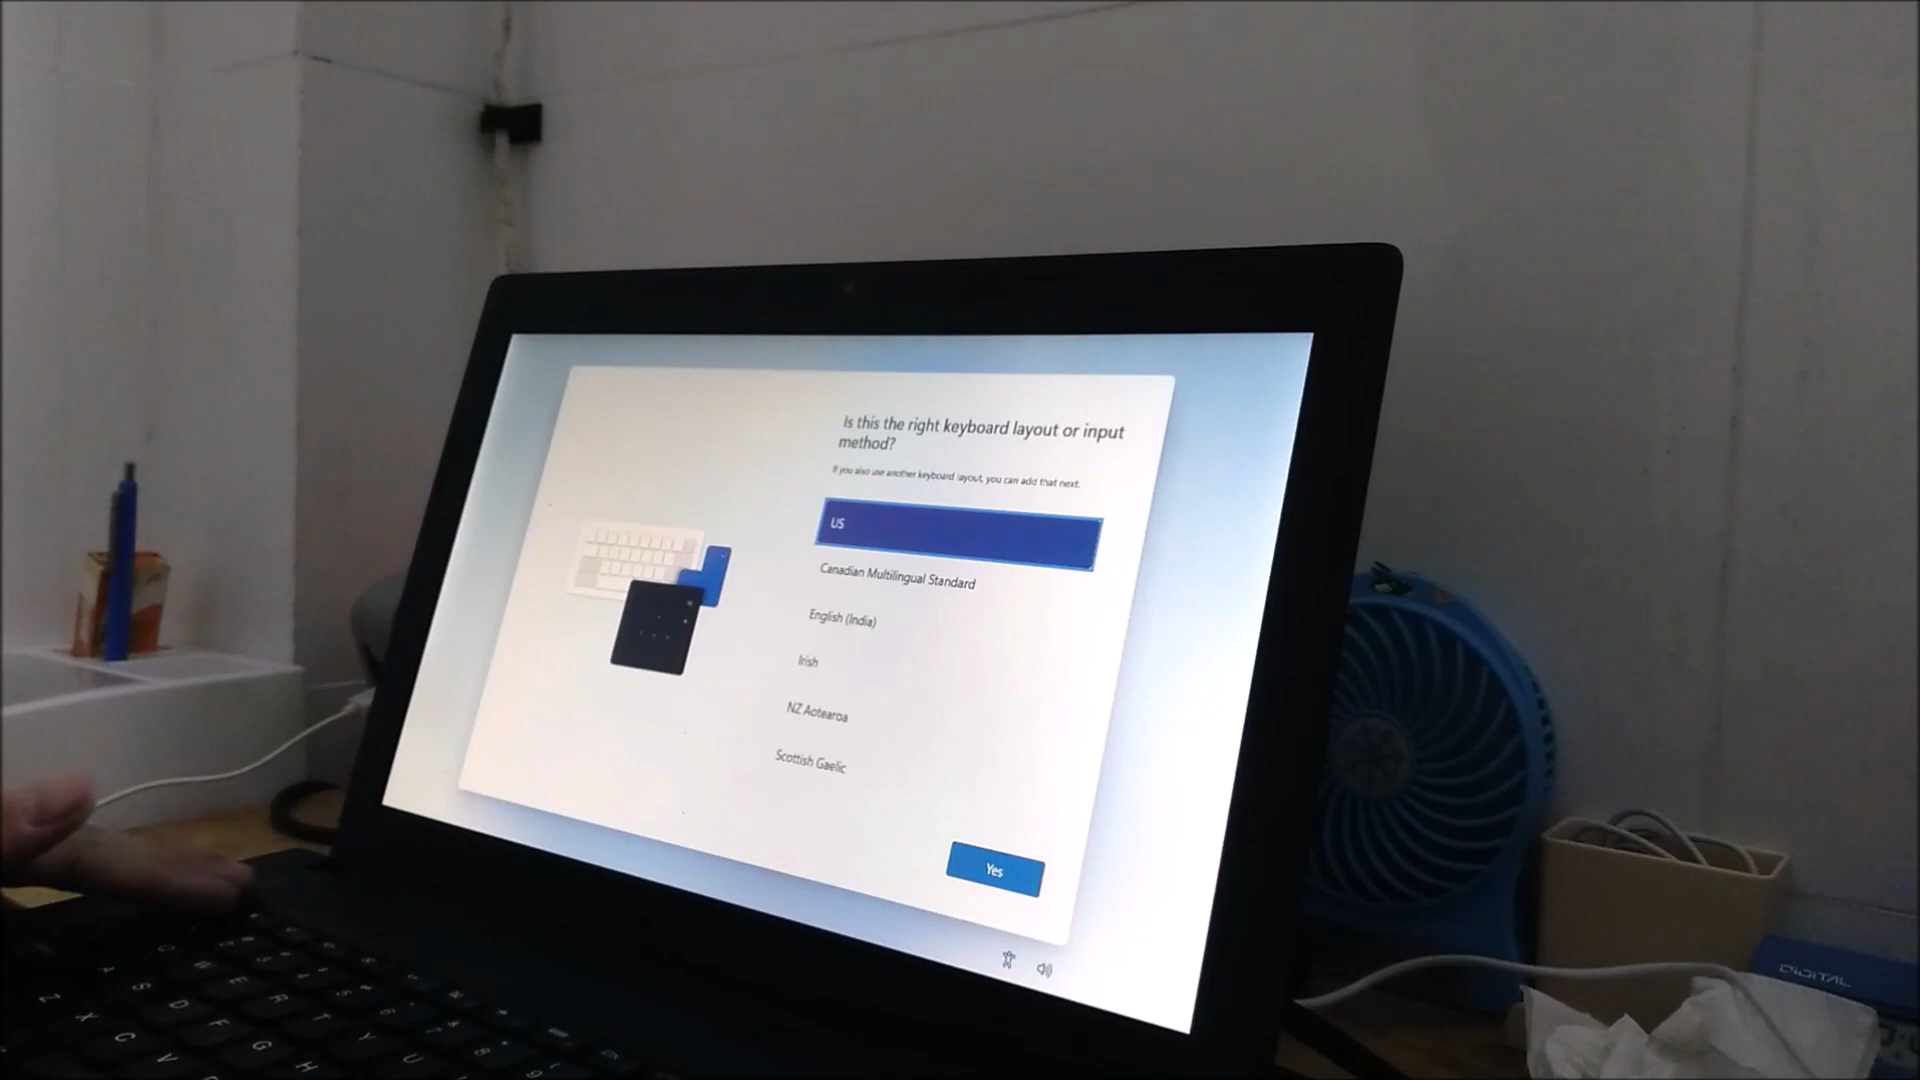 Is this the right keyboard layout or input
method?
If you also use another keyboard layout, you can add that next.
US
Canadian Multilingual Standard
English (India)
Irish
NZ Aotearoa
Scottish Gaelic
Yes
DIGITAL
Q W E R T Y U
A S D F G H
Z X C V